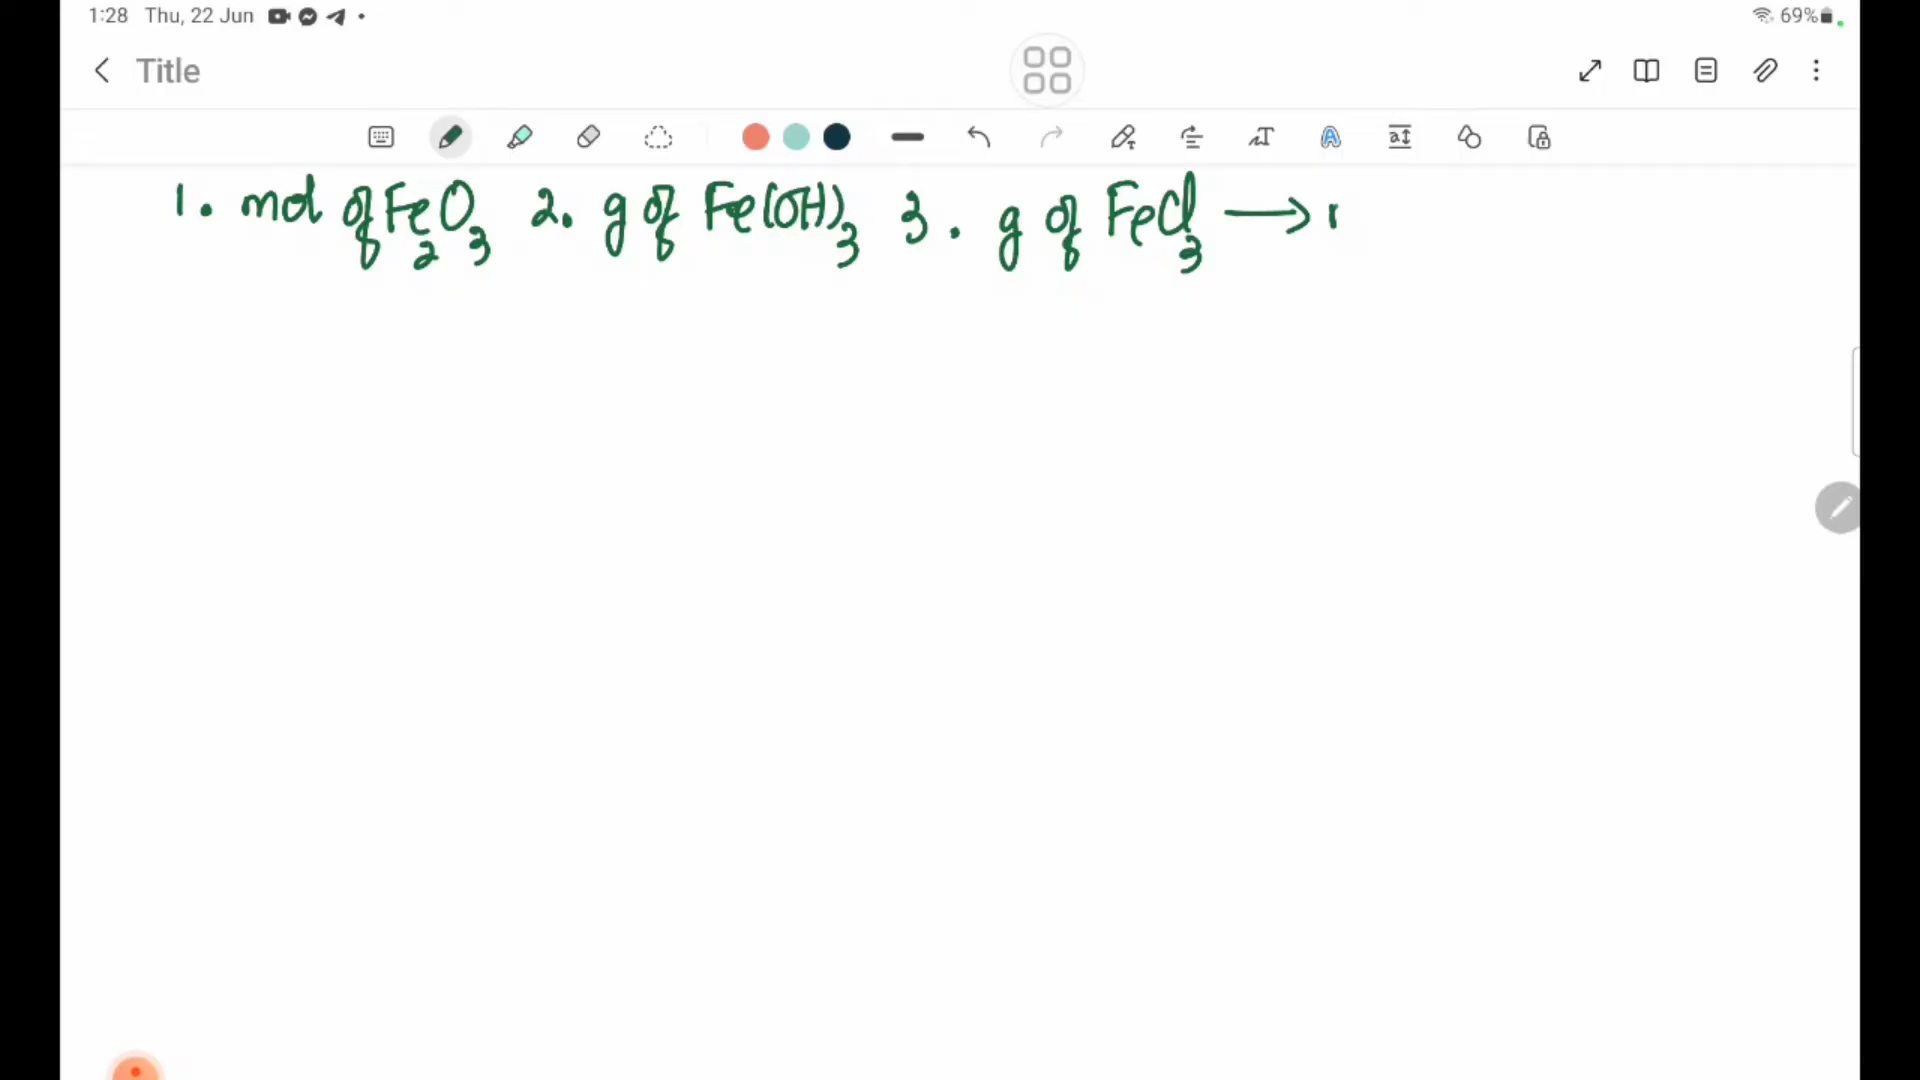 1:28 Thu, 22 Jun 69%
Title
1. mol of Fe2O3 2. g of Fe(OH)3 3. g of FeCl3 →